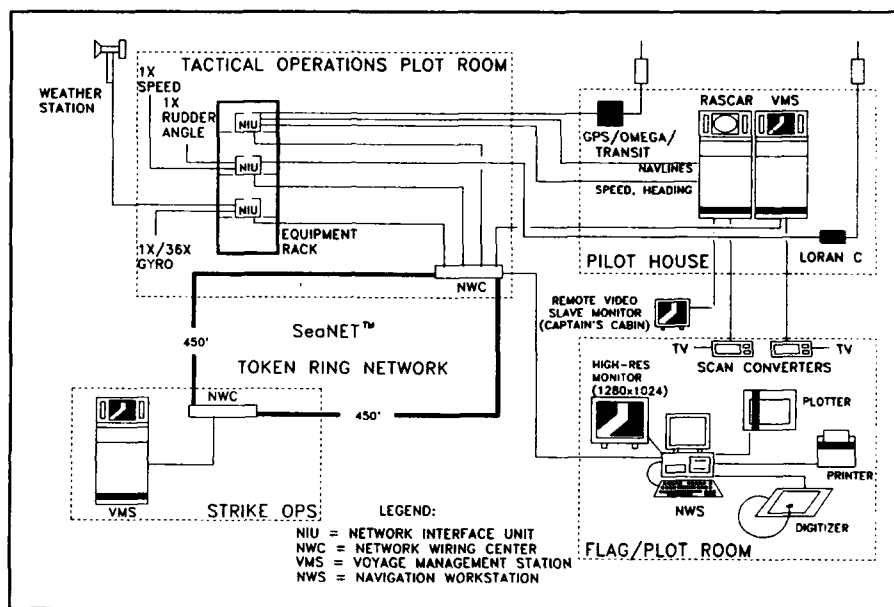 TACTICAL OPERATIONS PLOT ROOM
WEATHER
STATION
1X
SPEED
1X
RUDDER
ANGLE
NIU
NIU
NIU
1X/36X
GYRO
EQUIPMENT
RACK
NWC
GPS/OMEGA/
TRANSIT
RASCAR
VMS
NAVLINES
SPEED, HEADING
PILOT HOUSE
LORAN C
SeaNET™
TOKEN RING NETWORK
450'
450'
REMOTE VIDEO
SLAVE MONITOR
(CAPTAIN'S CABIN)
TV
TV
SCAN CONVERTERS
HIGH-RES
MONITOR
(1280x1024)
PLOTTER
PRINTER
NWS
DIGITIZER
FLAG/PLOT ROOM
NWC
VMS
STRIKE OPS
LEGEND:
NIU = NETWORK INTERFACE UNIT
NWC = NETWORK WIRING CENTER
VMS = VOYAGE MANAGEMENT STATION
NWS = NAVIGATION WORKSTATION